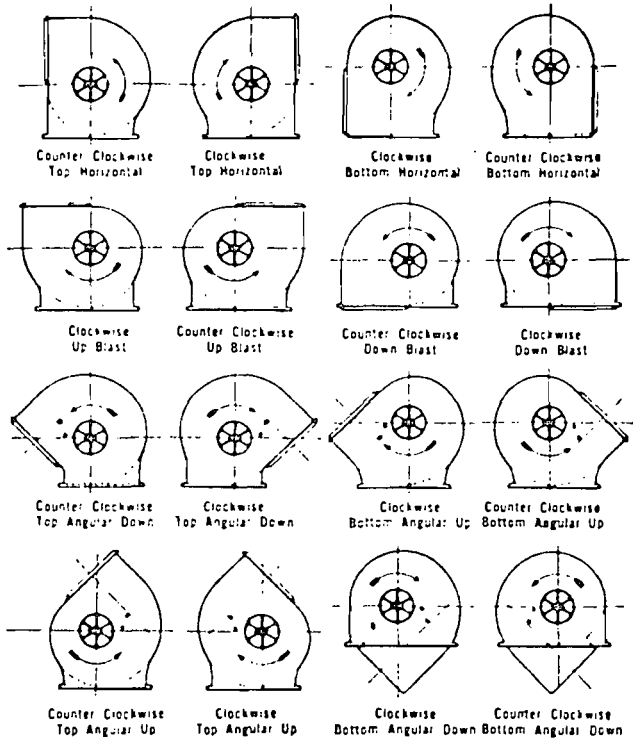 Counter Clockwise
Top Horizontal
Clockwise
Top Horizontal
Clockwise
Bottom Horizontal
Counter Clockwise
Bottom Horizontal
Clockwise
Up Blast
Counter Clockwise
Up Blast
Counter Clockwise
Down Blast
Clockwise
Down Blast
Counter Clockwise
Top Angular Down
Clockwise
Top Angular Down
Clockwise
Bottom Angular Up
Counter Clockwise
Bottom Angular Up
Counter Clockwise
Top Angular Up
Clockwise
Top Angular Up
Clockwise
Bottom Angular Down
Counter Clockwise
Bottom Angular Down